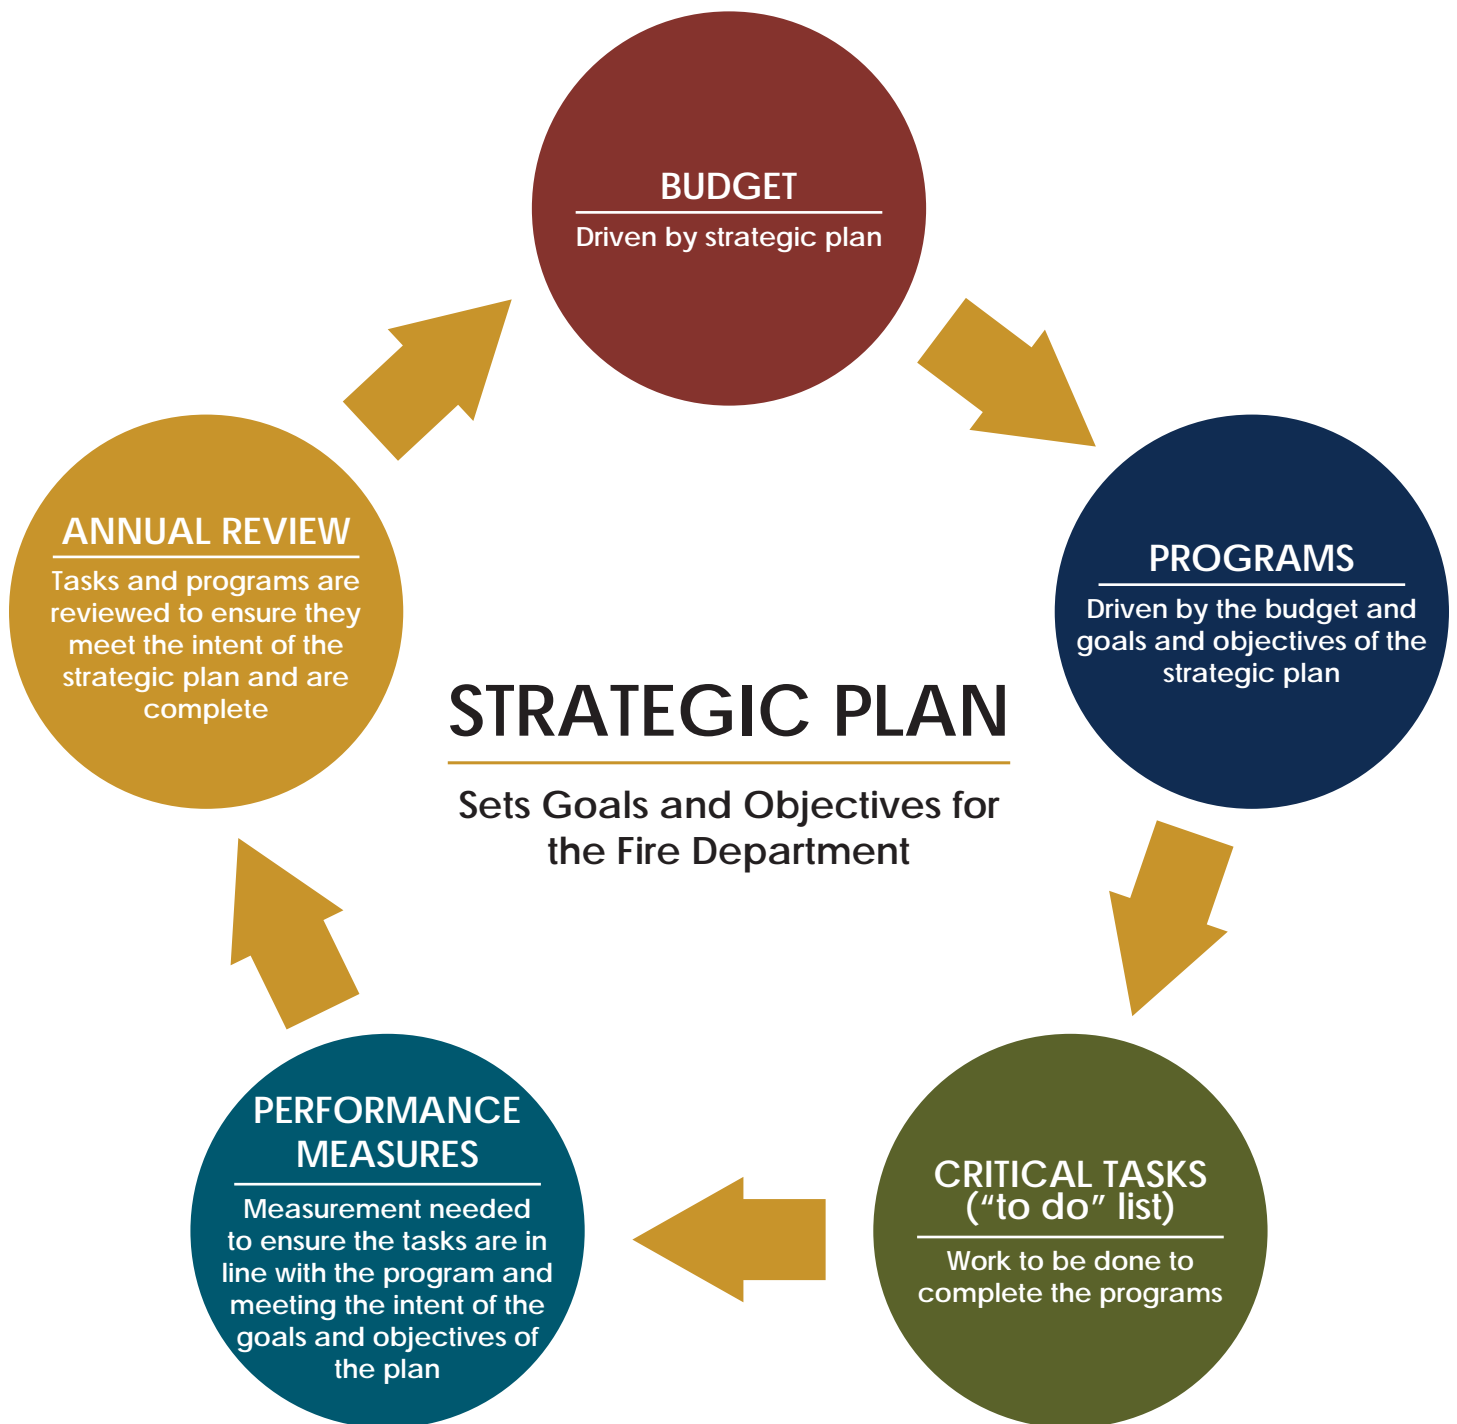 BUDGET
Driven by strategic plan
PROGRAMS
Driven by the budget and
goals and objectives of the
strategic plan
CRITICAL TASKS
(“to do” list)
Work to be done to
complete the programs
PERFORMANCE
MEASURES
Measurement needed
to ensure the tasks are in
line with the program and
meeting the intent of the
goals and objectives of
the plan
ANNUAL REVIEW
Tasks and programs are
reviewed to ensure they
meet the intent of the
strategic plan and are
complete
STRATEGIC PLAN
Sets Goals and Objectives for
the Fire Department